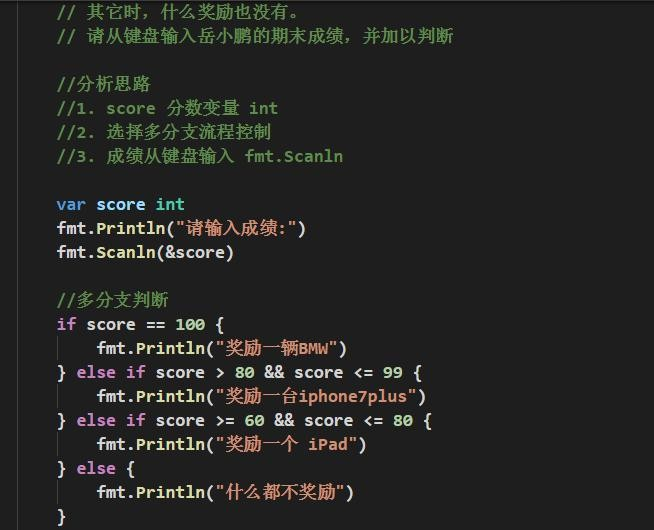 // 其它时，什么奖励也没有。
// 请从键盘输入岳小鹏的期末成绩，并加以判断
//分析思路
//1. score 分数变量 int
//2. 选择多分支流程控制
//3. 成绩从键盘输入 fmt.Scanln
var score int
fmt.Println("请输入成绩:")
fmt.Scanln(&score)
//多分支判断
if score == 100 {
fmt.Println("奖励一辆BMW")
} else if score > 80 && score <= 99 {
fmt.Println("奖励一台iphone7plus")
} else if score >= 60 && score <= 80 {
fmt.Println("奖励一个 iPad")
} else {
fmt.Println("什么都不奖励")
}